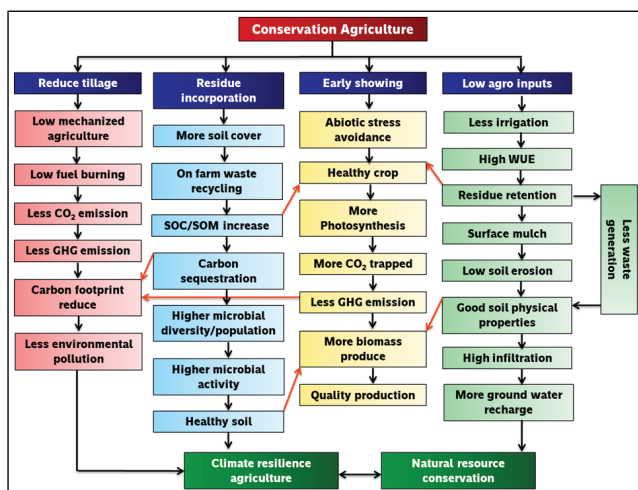 Conservation Agriculture
Reduce tillage
Low mechanized
agriculture
Low fuel burning
Less CO₂ emission
Less GHG emission
Carbon footprint
reduce
Less environmental
pollution
Residue
incorporation
More soil cover
On farm waste
recycling
SOC/SOM increase
Carbon
sequestration
Higher microbial
diversity/population
Higher microbial
activity
Healthy soil
Early showing
Abiotic stress
avoidance
Healthy crop
More
Photosynthesis
More CO₂ trapped
Less GHG emission
More biomass
produce
Quality production
Low agro inputs
Less irrigation
High WUE
Residue retention
Surface mulch
Low soil erosion
Good soil physical
properties
High infiltration
More ground water
recharge
Less waste
generation
Climate resilience
agriculture
Natural resource
conservation